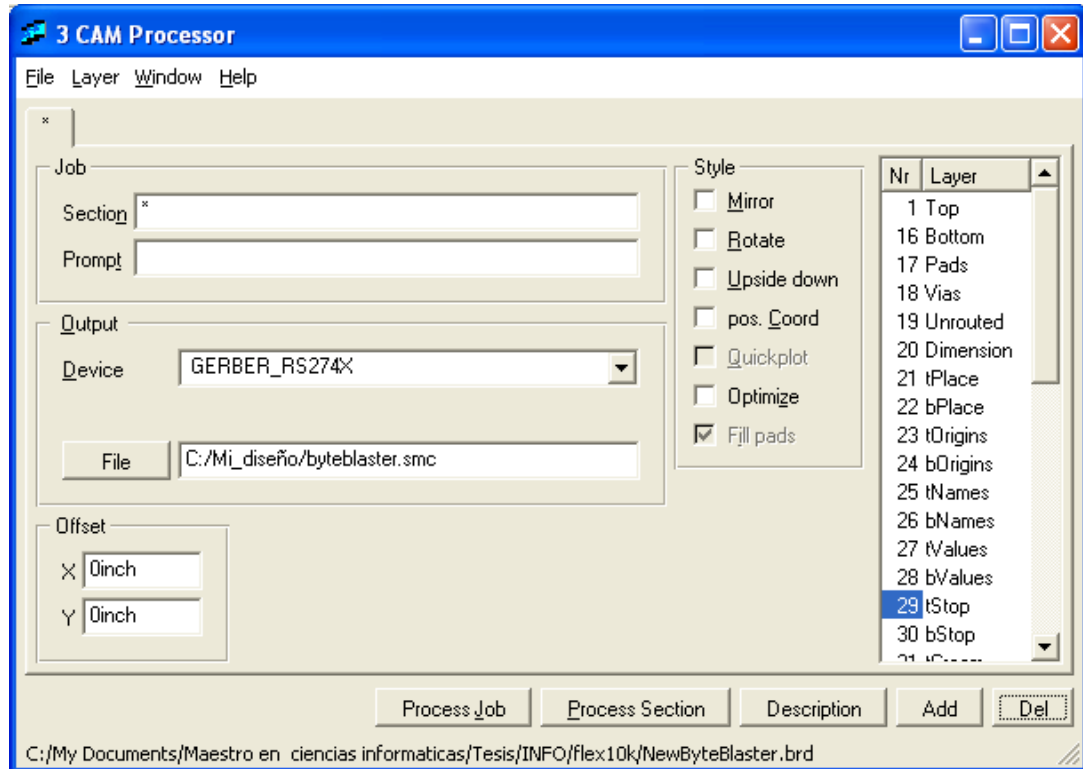 3 CAM Processor
File Layer Window Help
*
Job
Section *
Prompt
Output
Device GERBER_RS274X
File C:/Mi_diseño/byteblaster.smc
Offset
X 0inch
Y 0inch
Style
Mirror
Rotate
Upside down
pos. Coord
Quickplot
Optimize
Fill pads
Nr Layer
1 Top
16 Bottom
17 Pads
18 Vias
19 Unrouted
20 Dimension
21 tPlace
22 bPlace
23 tOrigins
24 bOrigins
25 tNames
26 bNames
27 tValues
28 bValues
29 tStop
30 bStop
Process Job Process Section Description Add Del
C:/My Documents/Maestro en ciencias informaticas/Tesis/INFO/flex10k/NewByteBlaster.brd